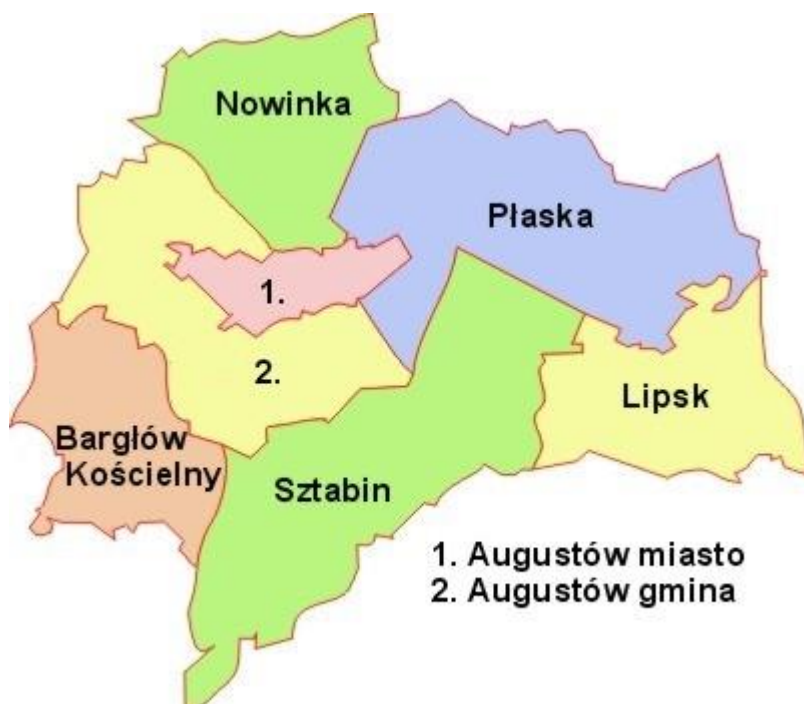 Nowinka
Płaska
1.
2.
Lipsk
Bargłów
Kościelny
Sztabin
1. Augustów miasto
2. Augustów gmina